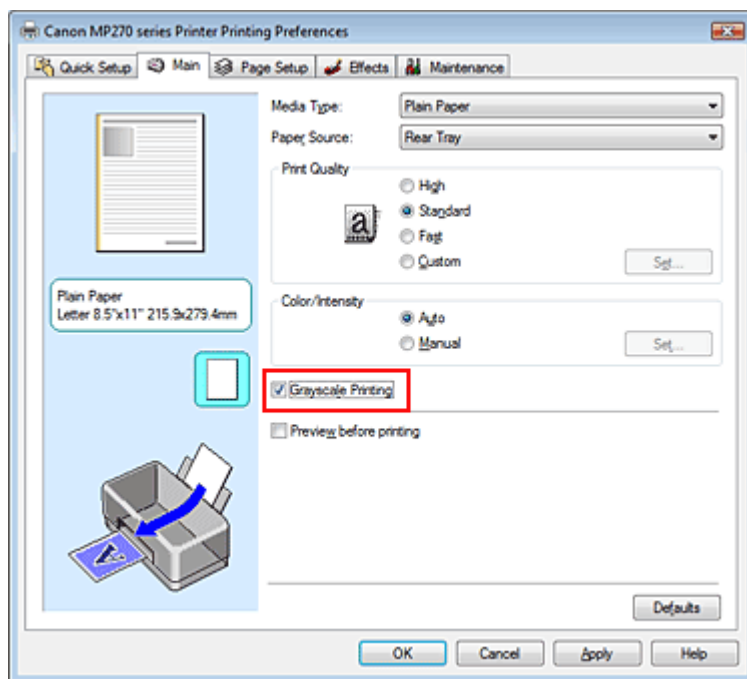 Canon MP270 series Printer Printing Preferences
Quick Setup Main Page Setup Effects Maintenance
Media Type: Plain Paper
Paper Source: Rear Tray
Print Quality
High
a Standard
Fast
Custom Set...
Plain Paper
Letter 8.5"x11" 215.9x279.4mm
Color/Intensity
Auto
Manual Set...
Grayscale Printing
Preview before printing
V
Defaults
OK Cancel Apply Help